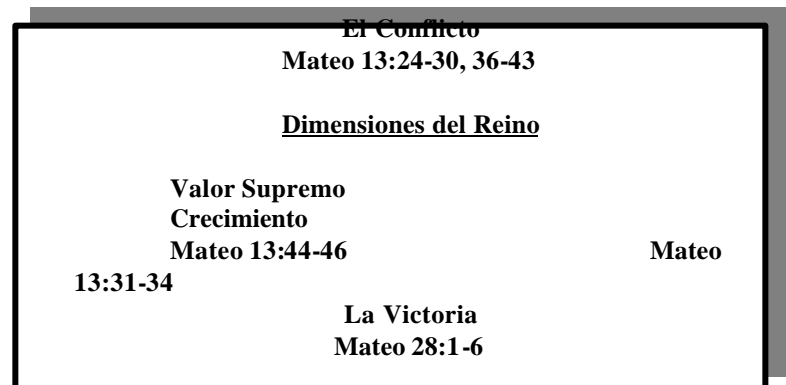 El Conflicto
Mateo 13:24-30, 36-43
Dimensiones del Reino
Valor Supremo
Crecimiento
Mateo 13:44-46 Mateo
13:31-34
La Victoria
Mateo 28:1-6